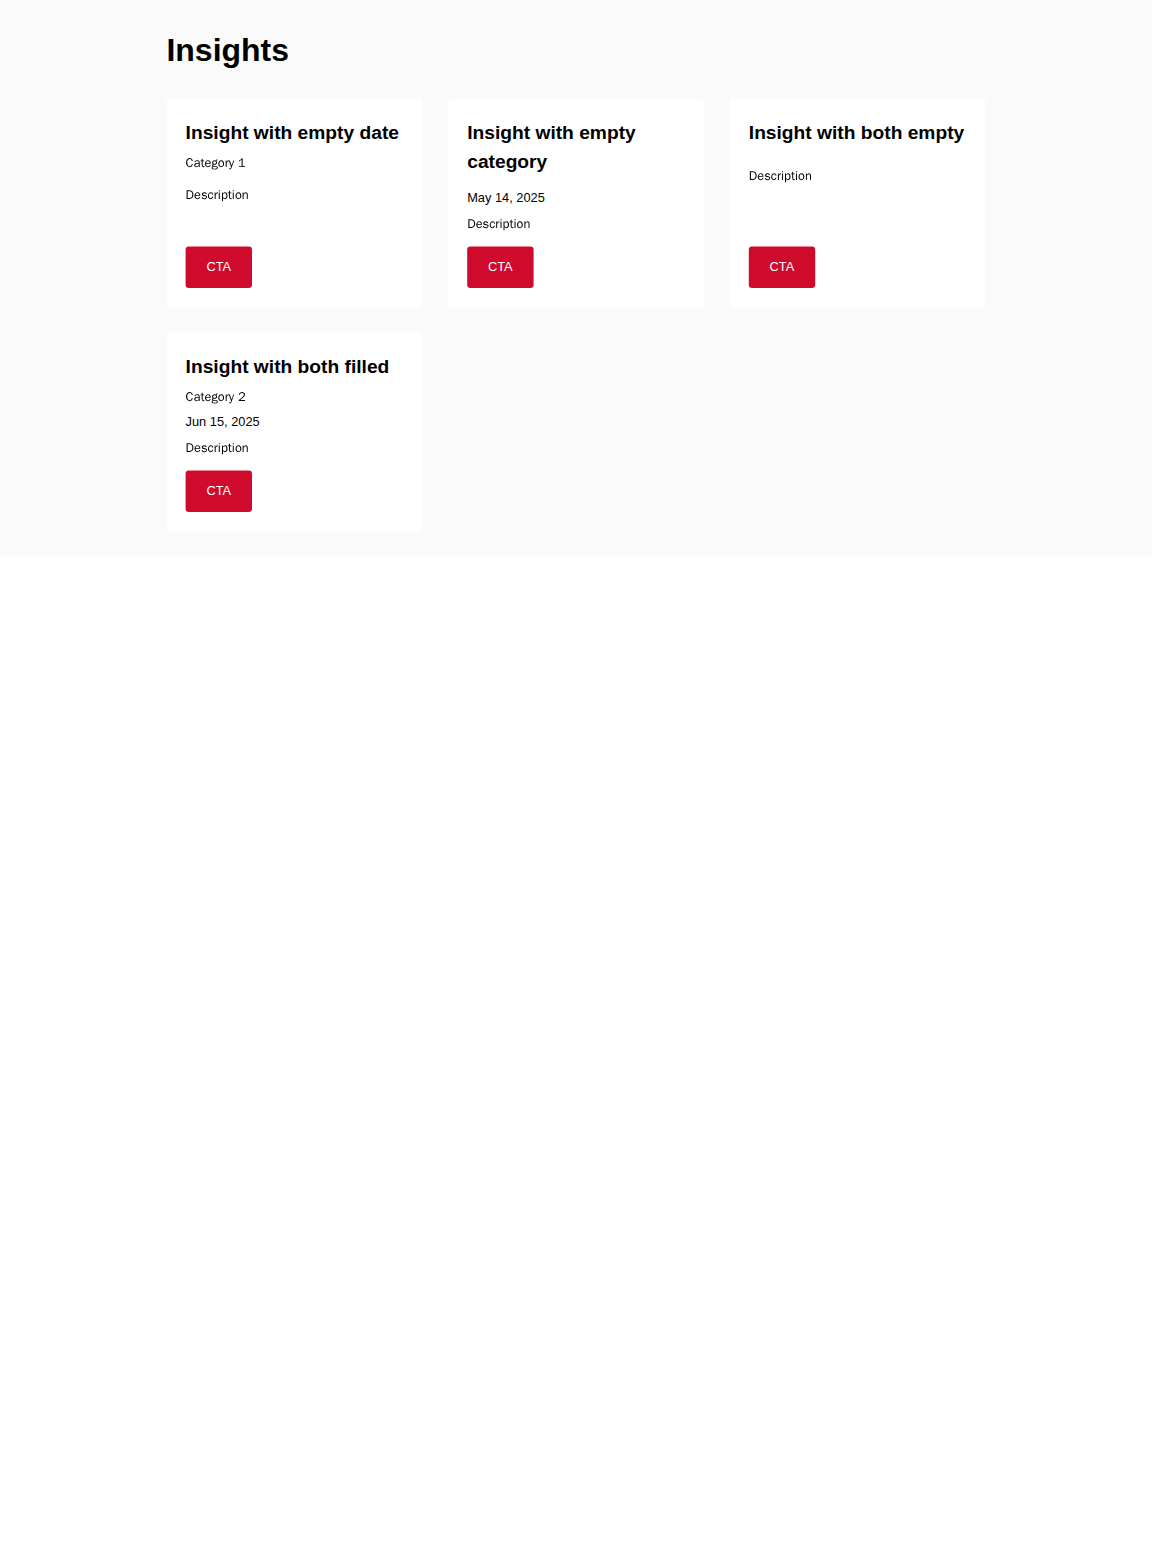 Insights
Insight with empty date
Category 1
Description
CTA
Insight with empty
category
May 14, 2025
Description
CTA
Insight with both empty
Description
CTA
Insight with both filled
Category 2
Jun 15, 2025
Description
CTA